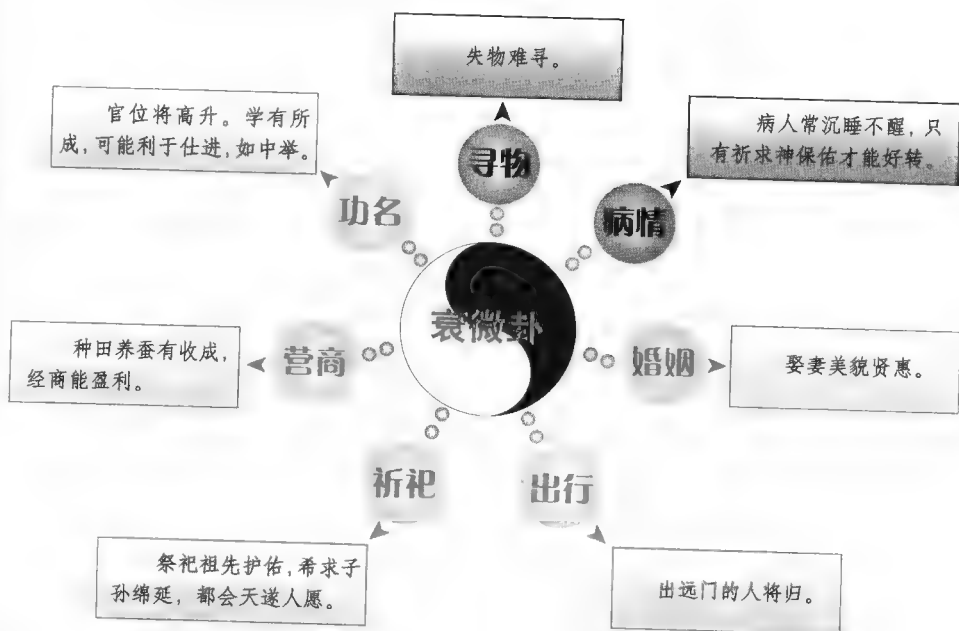 失物难寻。
官位将高升。学有所
成,可能利于仕进,如中举。
病人常沉睡不醒,只
有祈求神保佑才能好转。
寻物
功名
病情
衰微卦
种田养蚕有收成,
经商能盈利。
营商
婚姻
娶妻美貌贤惠。
祈祀
出行
祭祀祖先护佑,希求子
孙绵延,都会天遂人愿。
出远门的人将归。